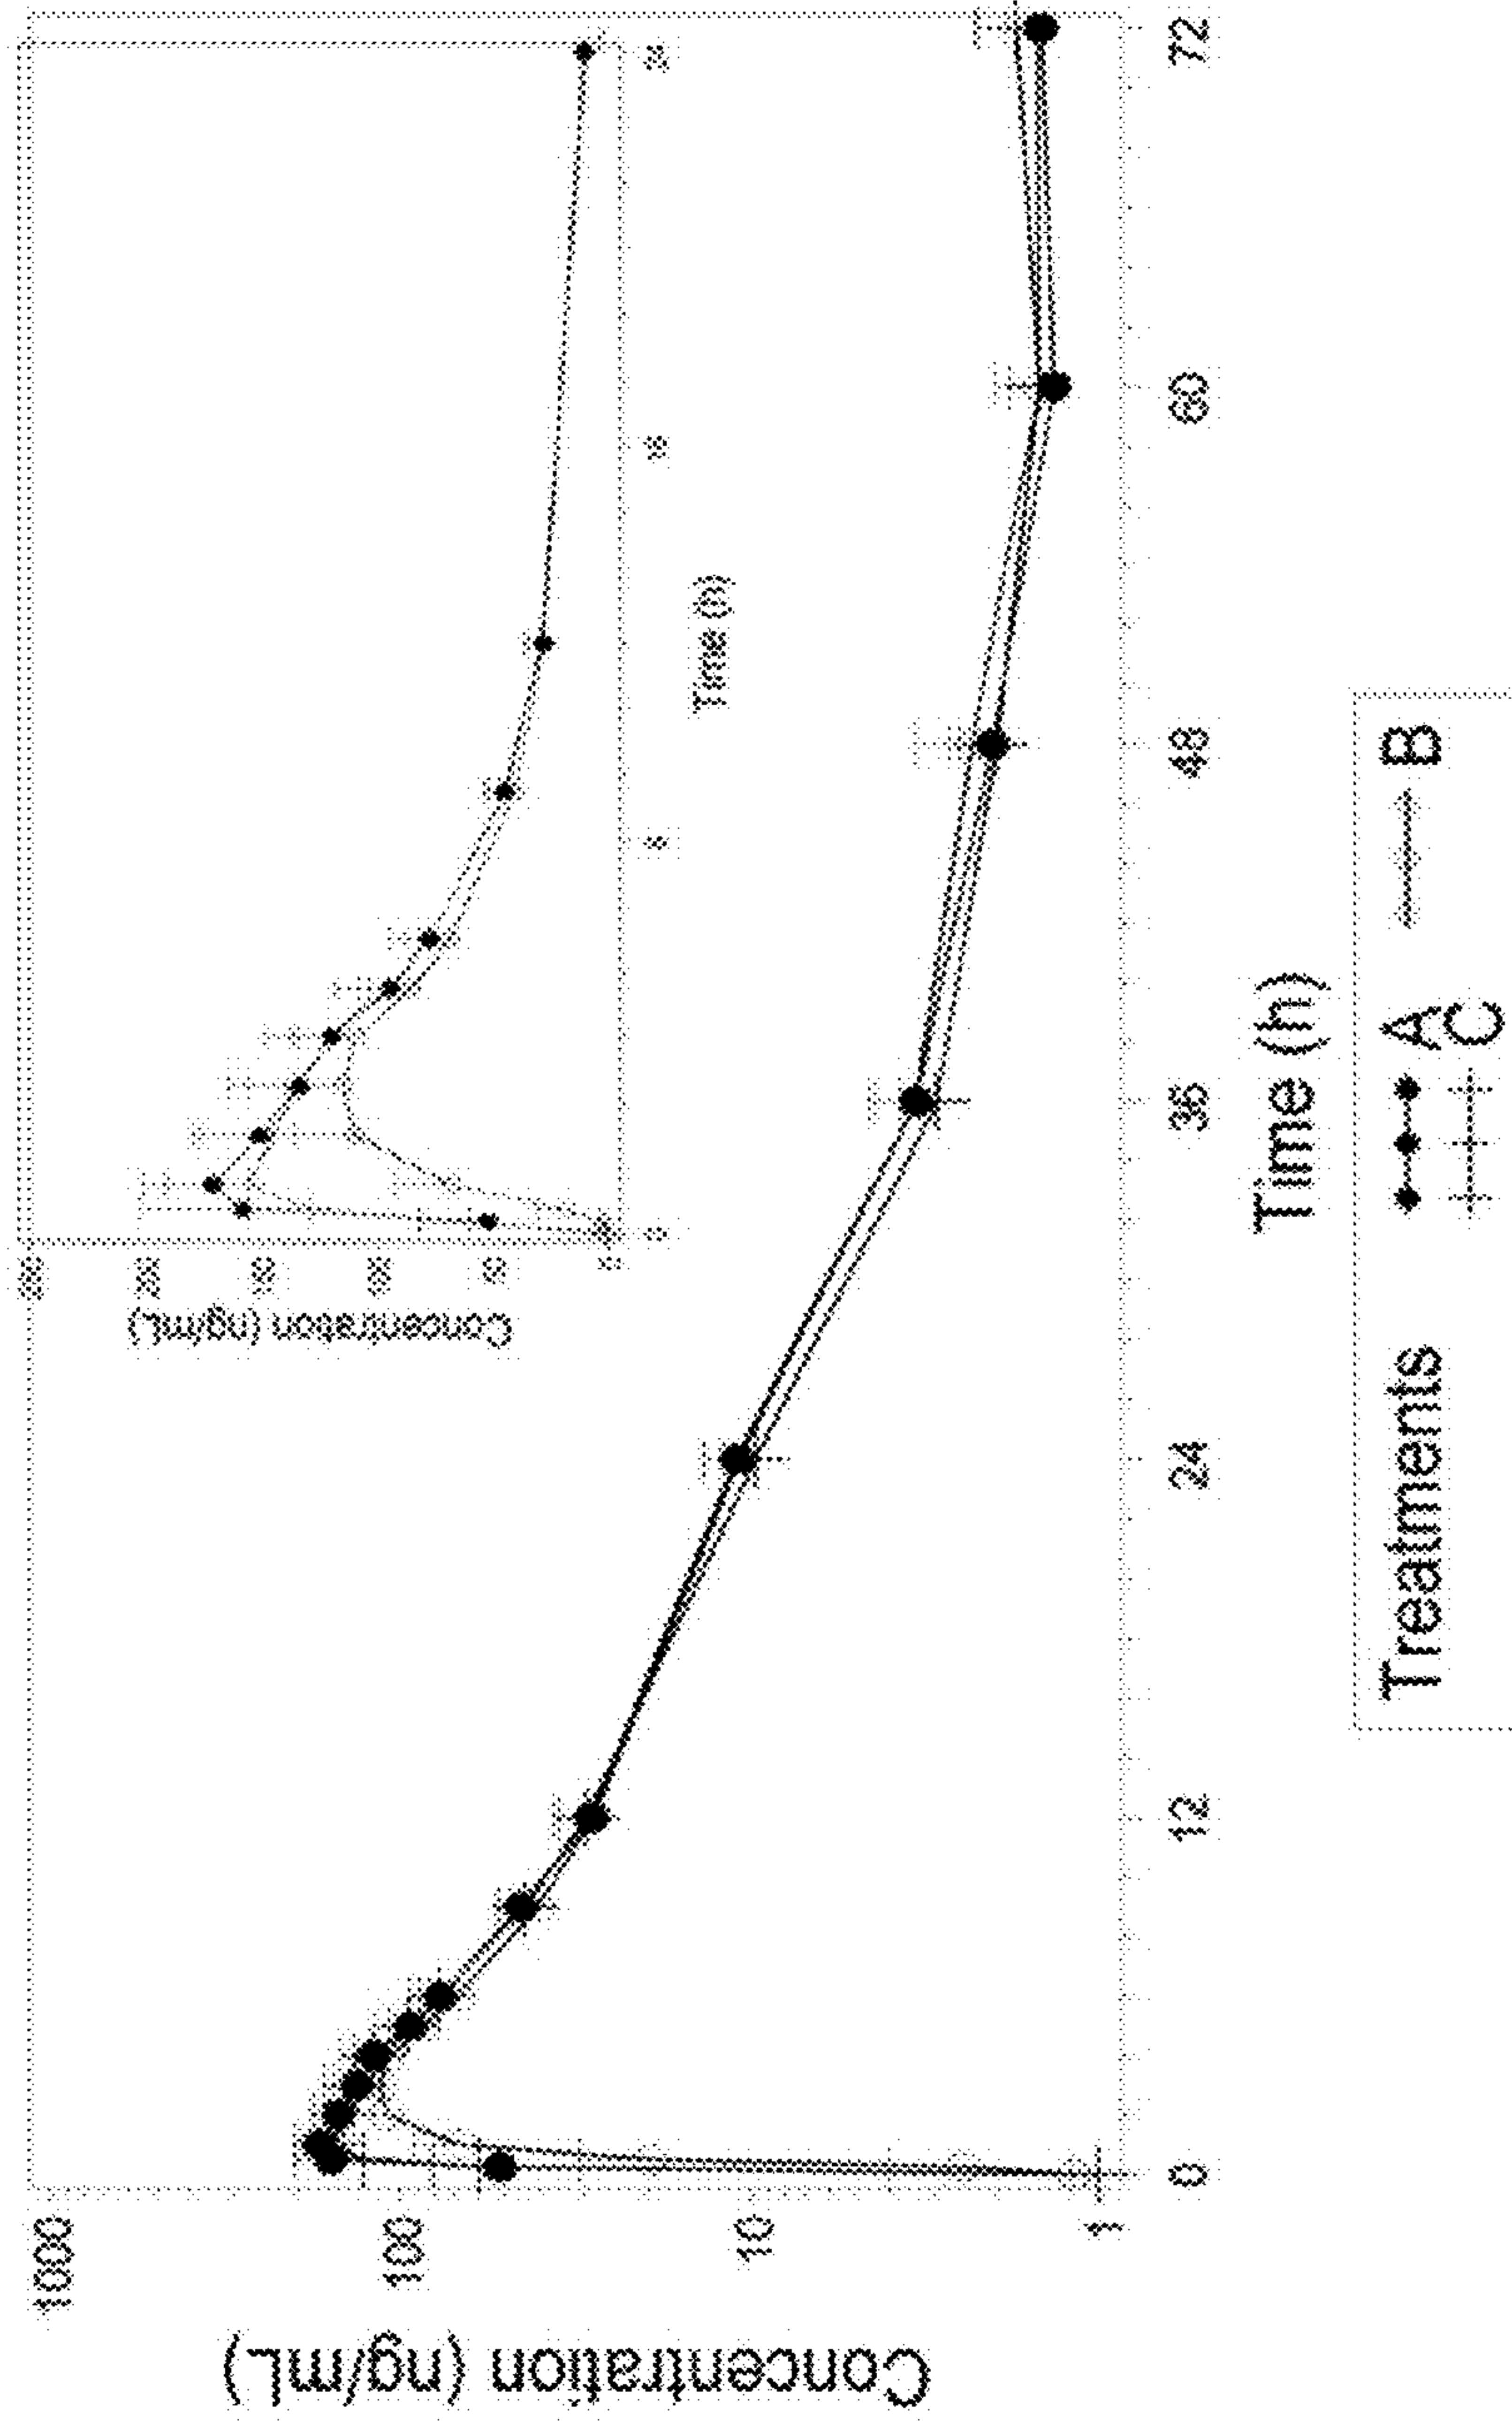 Concentration (ng/mL)
1000
100
10
1
Concentration (ng/mL)
Time (h)
0 12 24 36 48 60 72
Time (h)
Treatments A B
C